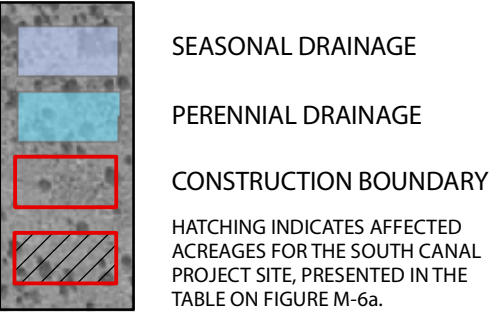 SEASONAL DRAINAGE
PERENNIAL DRAINAGE
CONSTRUCTION BOUNDARY
HATCHING INDICATES AFFECTED
ACREAGES FOR THE SOUTH CANAL
PROJECT SITE, PRESENTED IN THE
TABLE ON FIGURE M-6a.